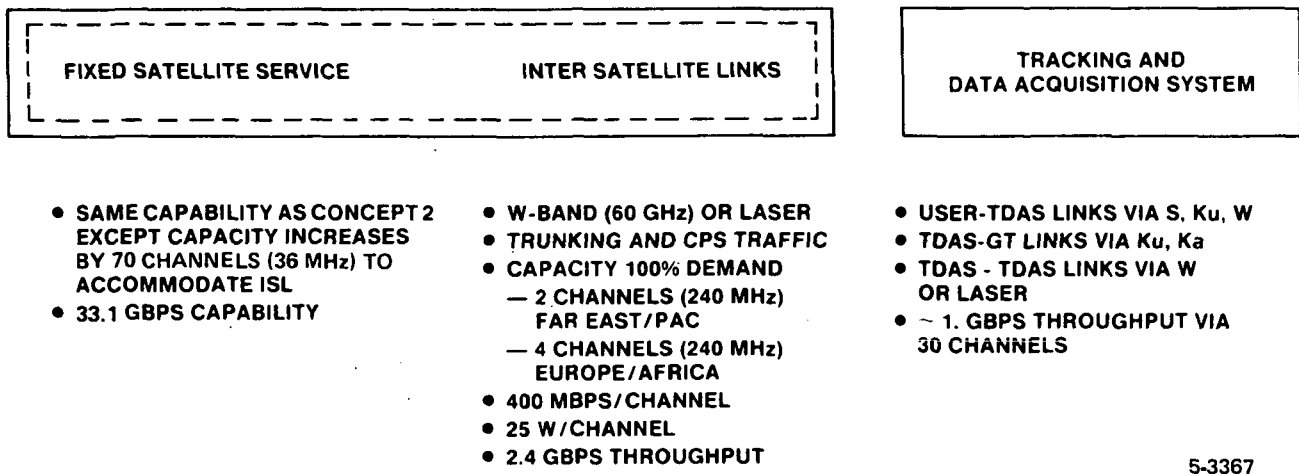 FIXED SATELLITE SERVICE
INTER SATELLITE LINKS
TRACKING AND
DATA ACQUISITION SYSTEM
● SAME CAPABILITY AS CONCEPT 2
EXCEPT CAPACITY INCREASES
BY 70 CHANNELS (36 MHz) TO
ACCOMMODATE ISL
● 33.1 GBPS CAPABILITY
● W-BAND (60 GHz) OR LASER
● TRUNKING AND CPS TRAFFIC
● CAPACITY 100% DEMAND
— 2 CHANNELS (240 MHz)
FAR EAST/PAC
— 4 CHANNELS (240 MHz)
EUROPE/AFRICA
● 400 MBPS/CHANNEL
● 25 W/CHANNEL
● 2.4 GBPS THROUGHPUT
● USER-TDAS LINKS VIA S, Ku, W
● TDAS-GT LINKS VIA Ku, Ka
● TDAS - TDAS LINKS VIA W
OR LASER
● ~ 1. GBPS THROUGHPUT VIA
30 CHANNELS
5-3367